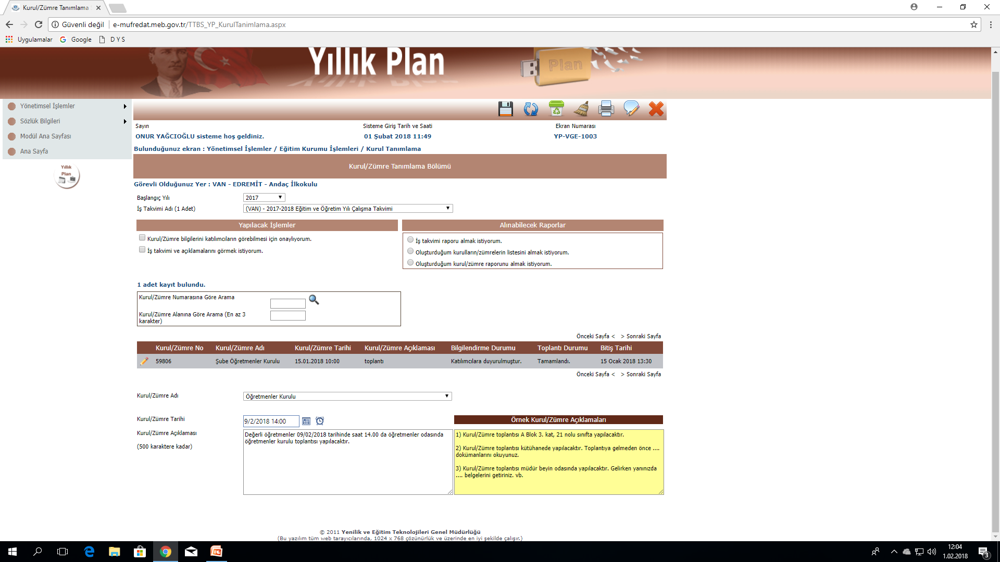 Kurul/Zümre Tanımlama
Güvenli değil | e-mufredat.meb.gov.tr/TTBS_YP_KurulTanimlama.aspx
Uygulamalar Google D Y S
Yıllık Plan
Plan
Yönetimsel İşlemler
Sözlük Bilgileri
Modül Ana Sayfası
Ana Sayfa
Yıllık
Plan
Sayın Sisteme Giriş Tarih ve Saati Ekran Numarası
ONUR YAĞCIOĞLU sisteme hoş geldiniz. 01 Şubat 2018 11:49 YP-VGE-1003
Bulunduğunuz ekran : Yönetimsel İşlemler / Eğitim Kurumu İşlemleri / Kurul Tanımlama
Kurul/Zümre Tanımlama Bölümü
Görevli Olduğunuz Yer : VAN - EDREMİT - Andaç İlkokulu
Başlangıç Yılı 2017
İş Takvimi Adı (1 Adet) (VAN) - 2017-2018 Eğitim ve Öğretim Yılı Çalışma Takvimi
Yapılacak İşlemler
Kurul/Zümre bilgilerini katılımcıların görebilmesi için onaylıyorum.
İş takvimi ve açıklamalarını görmek istiyorum.
Alınabilecek Raporlar
İş takvimi raporu almak istiyorum.
Oluşturduğum kurulların/zümrelerin listesini almak istiyorum.
Oluşturduğum kurul/zümre raporunu almak istiyorum.
1 adet kayıt bulundu.
Kurul/Zümre Numarasına Göre Arama
Kurul/Zümre Alanına Göre Arama (En az 3
karakter)
Önceki Sayfa < > Sonraki Sayfa
Kurul/Zümre No Kurul/Zümre Adı Kurul/Zümre Tarihi Kurul/Zümre Açıklaması Bilgilendirme Durumu Toplantı Durumu Bitiş Tarihi
59806 Şube Öğretmenler Kurulu 15.01.2018 10:00 toplantı Katılımcılara duyurulmuştur. Tamamlandı. 15 Ocak 2018 13:30
Önceki Sayfa < > Sonraki Sayfa
Kurul/Zümre Adı Öğretmenler Kurulu
Kurul/Zümre Tarihi 9/2/2018 14:00
Kurul/Zümre Açıklaması
(500 karaktere kadar)
Değerli öğretmenler 09/02/2018 tarihinde saat 14.00 da öğretmenler odasında
öğretmenler kurulu toplantısı yapılacaktır.
Örnek Kurul/Zümre Açıklamaları
1) Kurul/Zümre toplantısı A Blok 3. kat, 21 nolu sınıfta yapılacaktır.
2) Kurul/Zümre toplantısı kütühanede yapılacaktır. Toplantıya gelmeden önce ....
dokümanlarını okuyunuz.
3) Kurul/Zümre toplantısı müdür beyin odasında yapılacaktır. Gelirken yanınızda
.... belgelerini getiriniz. vb.
© 2011 Yenilik ve Eğitim Teknolojileri Genel Müdürlüğü
(Bu yazılım tüm web tarayıcılarında, 1024 x 768 çözünürlük ve üzerinde en iyi şekilde çalışır.)
12:04
1.02.2018
3